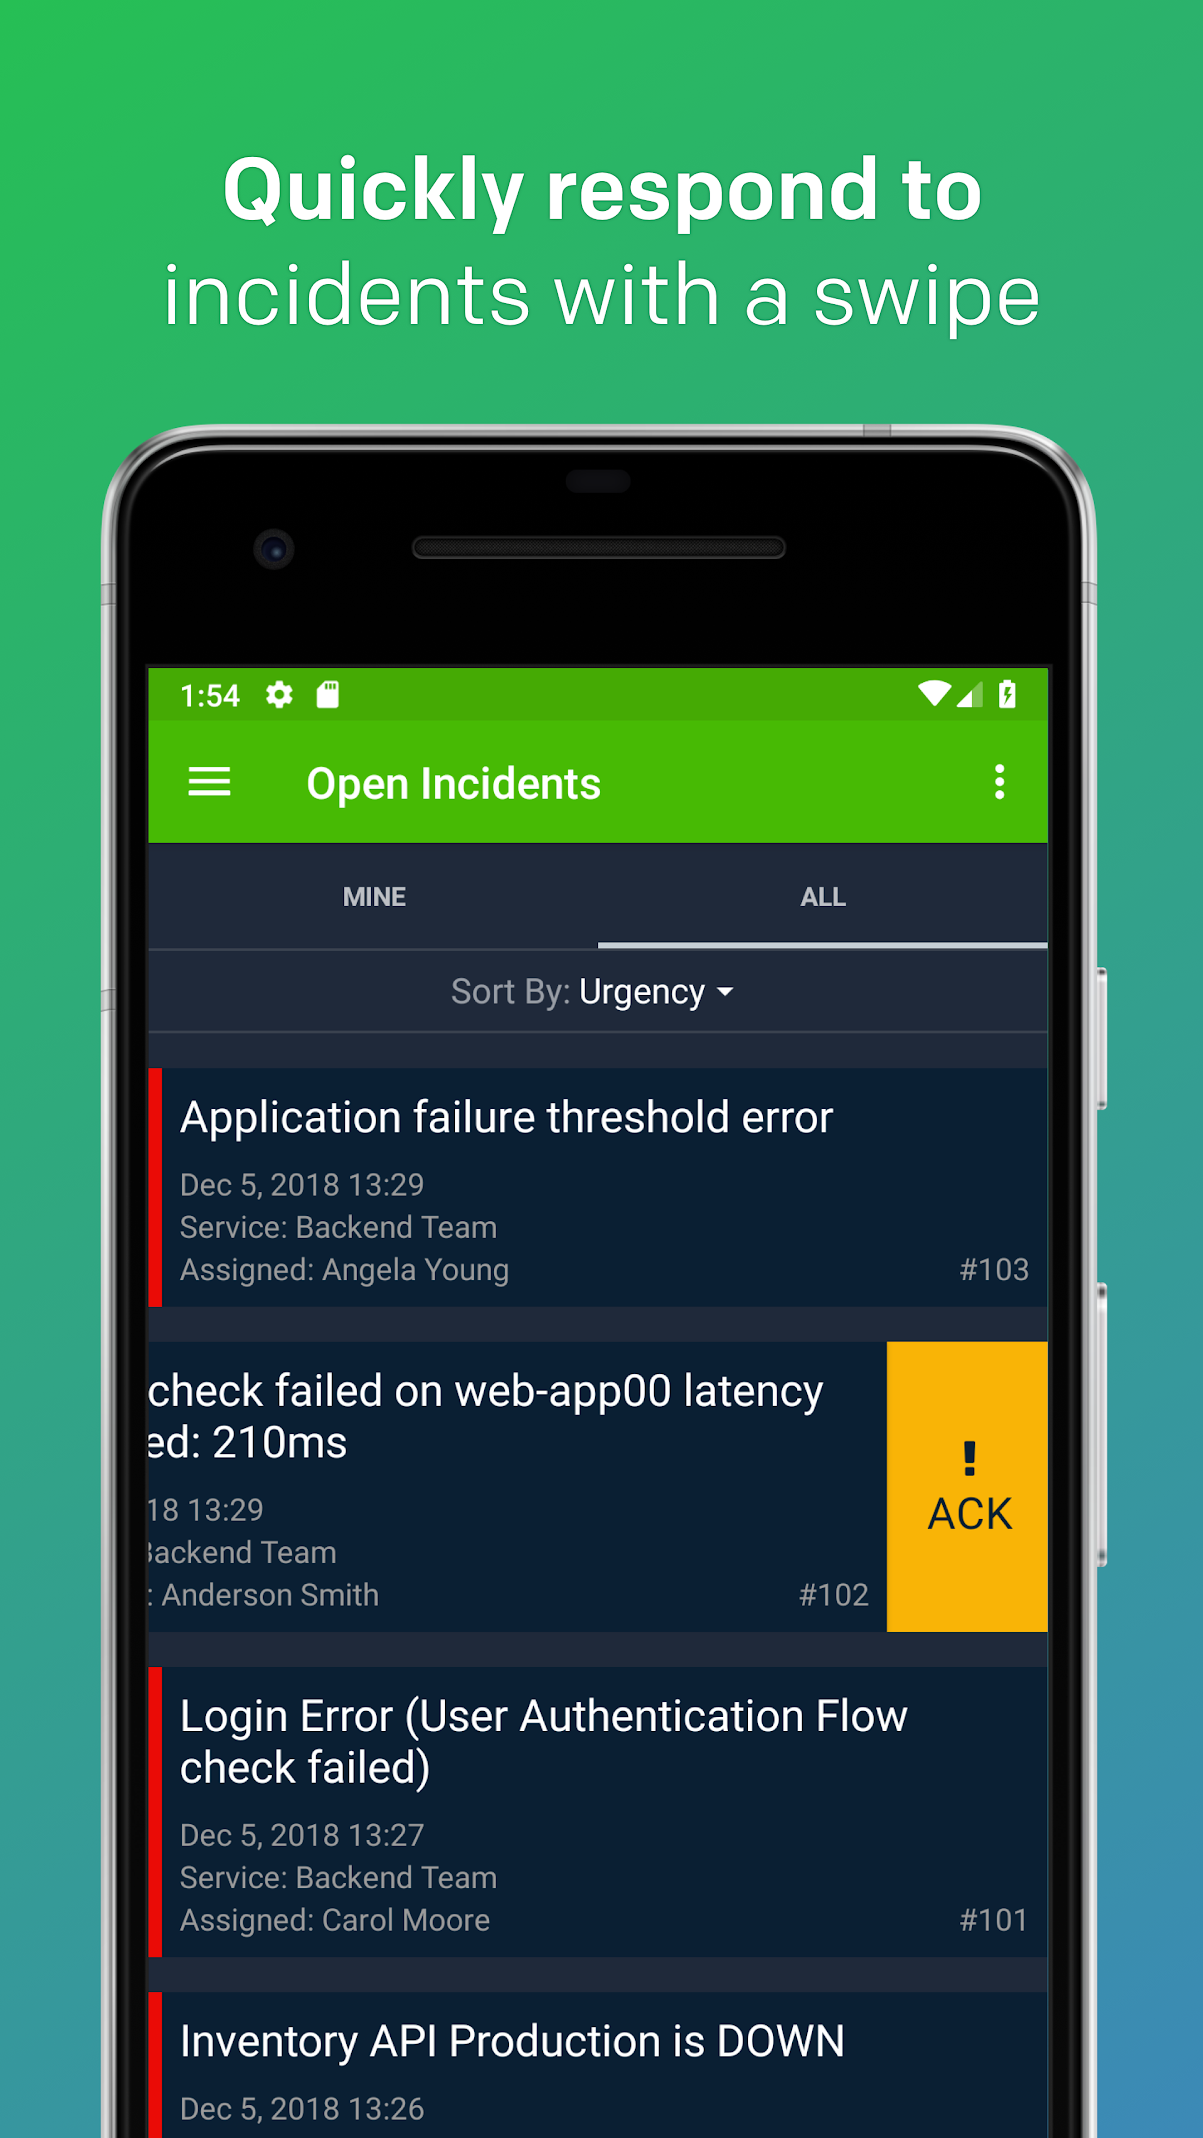 Quickly respond to
incidents with a swipe
1:54
Open Incidents
MINE
ALL
Sort By: Urgency
Application failure threshold error
Dec 5, 2018 13:29
Service: Backend Team
Assigned: Angela Young
#103
check failed on web-app00 latency
ed: 210ms
18 13:29
Backend Team
: Anderson Smith
#102
!
ACK
Login Error (User Authentication Flow
check failed)
Dec 5, 2018 13:27
Service: Backend Team
Assigned: Carol Moore
#101
Inventory API Production is DOWN
Dec 5, 2018 13:26